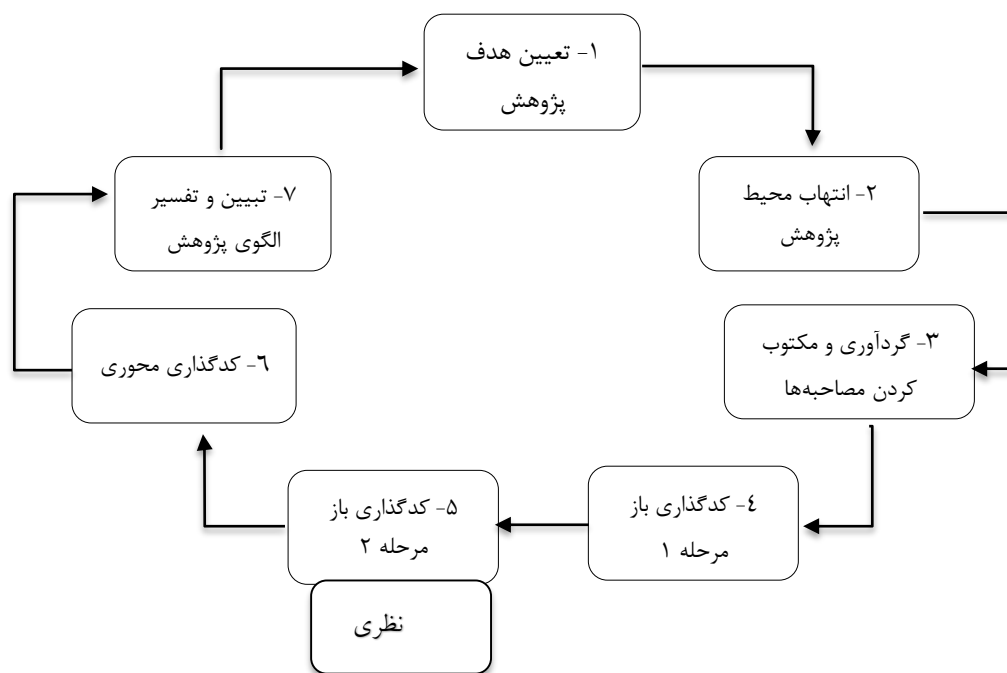 ۱- تعیین هدف
پژوهش
۲- انتهاب محیط
پژوهش
۳- گردآوری و مکتوب
کردن مصاحبه‌ها
٤- کدگذاری باز
مرحله ۱
۵- کدگذاری باز
مرحله ۲
نظری
٦- کدگذاری محوری
۷- تبیین و تفسیر
الگوی پژوهش